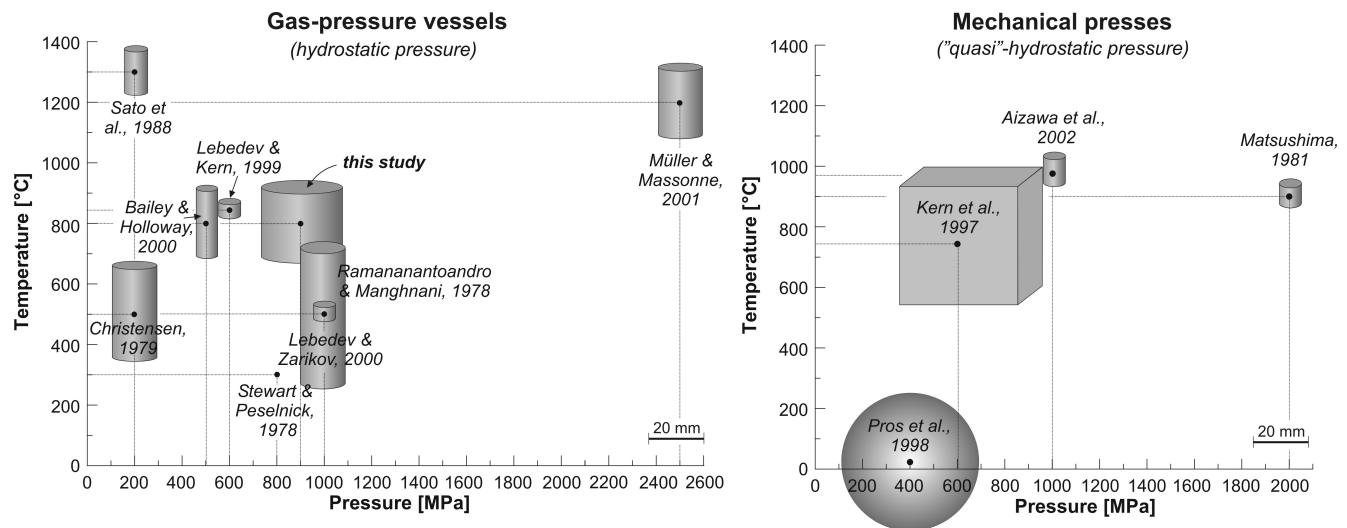 Gas-pressure vessels
(hydrostatic pressure)
Temperature [°C]
1400
1200
1000
800
600
400
200
0
Sato et
al., 1988
Lebedev &
Kern, 1999
this study
Bailey &
Holloway,
2000
Müller &
Massonne,
2001
Ramananantoandro
& Manghnani, 1978
Christensen,
1979
Lebedev &
Zarikov, 2000
Stewart &
Peselnick,
1978
20 mm
0 200 400 600 800 1000 1200 1400 1600 1800 2000 2200 2400 2600
Pressure [MPa]
Mechanical presses
("quasi"-hydrostatic pressure)
Temperature [°C]
1400
1200
1000
800
600
400
200
0
Aizawa et al.,
2002
Matsushima,
1981
Kern et al.,
1997
Pros et al.,
1998
20 mm
0 200 400 600 800 1000 1200 1400 1600 1800 2000
Pressure [MPa]